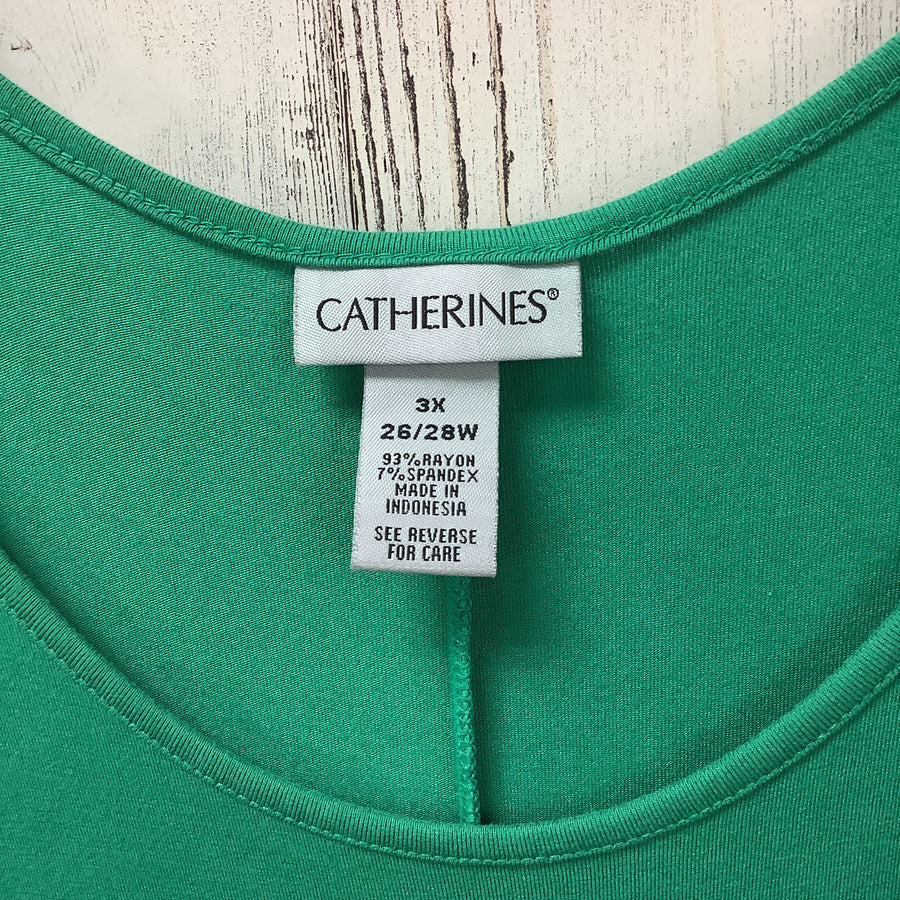 CATHERINES®
3X
26/28W
93%RAYON
7%SPANDEX
MADE IN
INDONESIA
SEE REVERSE
FOR CARE